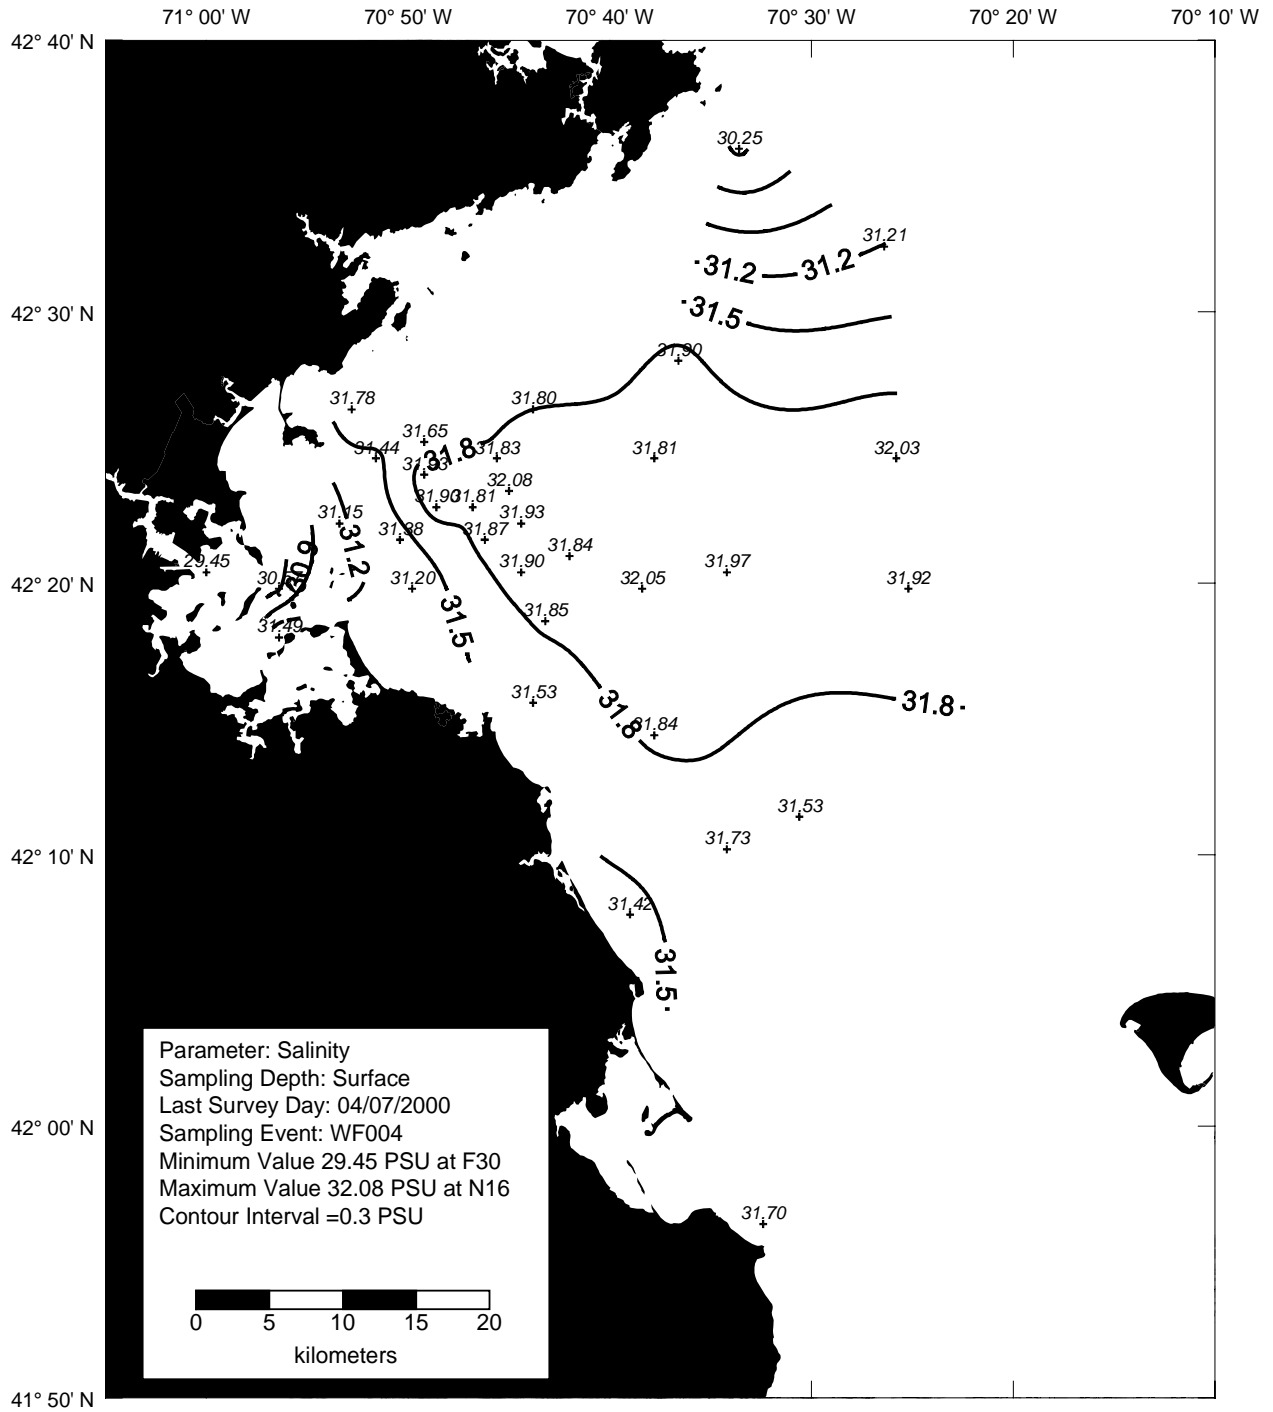 71° 00' W 70° 50' W 70° 40' W 70° 30' W 70° 20' W 70° 10' W
42° 40' N
30.25
31.21
31.2 31.2
42° 30' N
31.5
31.90
31.78 31.80
31.65
31.8
31.44 31.83 31.81 32.03
31.93
32.08
31.90 31.81
31.15 31.93
31.38 31.87
31.2
31.84
30.9
29.45 31.90 31.97
42° 20' N
31.20 32.05 31.92
31.85
31.5
31.49
31.53
31.8
31.8
31.84
31.53
31.73
42° 10' N
31.42
31.5
Parameter: Salinity
Sampling Depth: Surface
Last Survey Day: 04/07/2000
42° 00' N
Sampling Event: WF004
Minimum Value 29.45 PSU at F30
Maximum Value 32.08 PSU at N16
Contour Interval =0.3 PSU
31.70
0 5 10 15 20
kilometers
41° 50' N